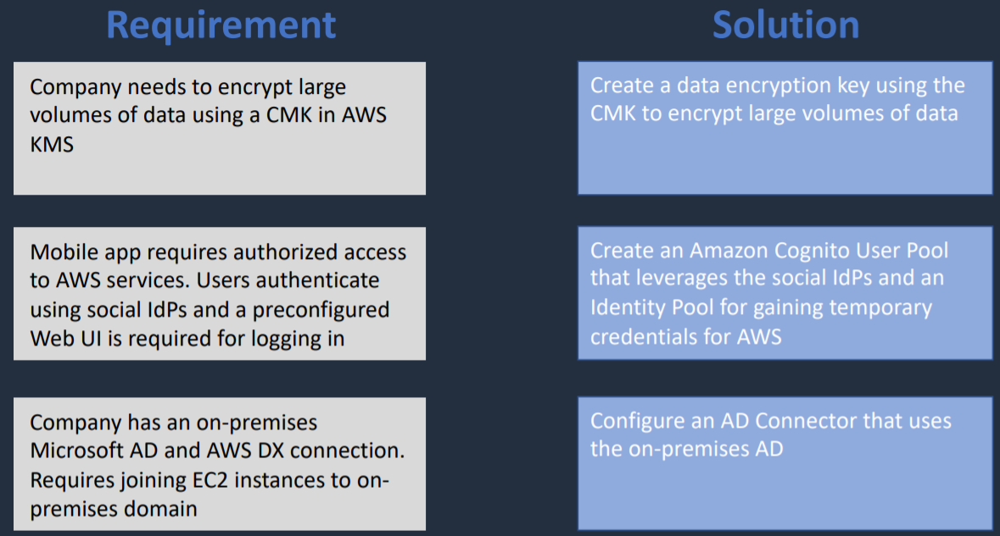 Requirement
Solution
Company needs to encrypt large
volumes of data using a CMK in AWS
KMS
Create a data encryption key using the
CMK to encrypt large volumes of data
Mobile app requires authorized access
to AWS services. Users authenticate
using social IdPs and a preconfigured
Web UI is required for logging in
Create an Amazon Cognito User Pool
that leverages the social IdPs and an
Identity Pool for gaining temporary
credentials for AWS
Company has an on-premises
Microsoft AD and AWS DX connection.
Requires joining EC2 instances to on-
premises domain
Configure an AD Connector that uses
the on-premises AD